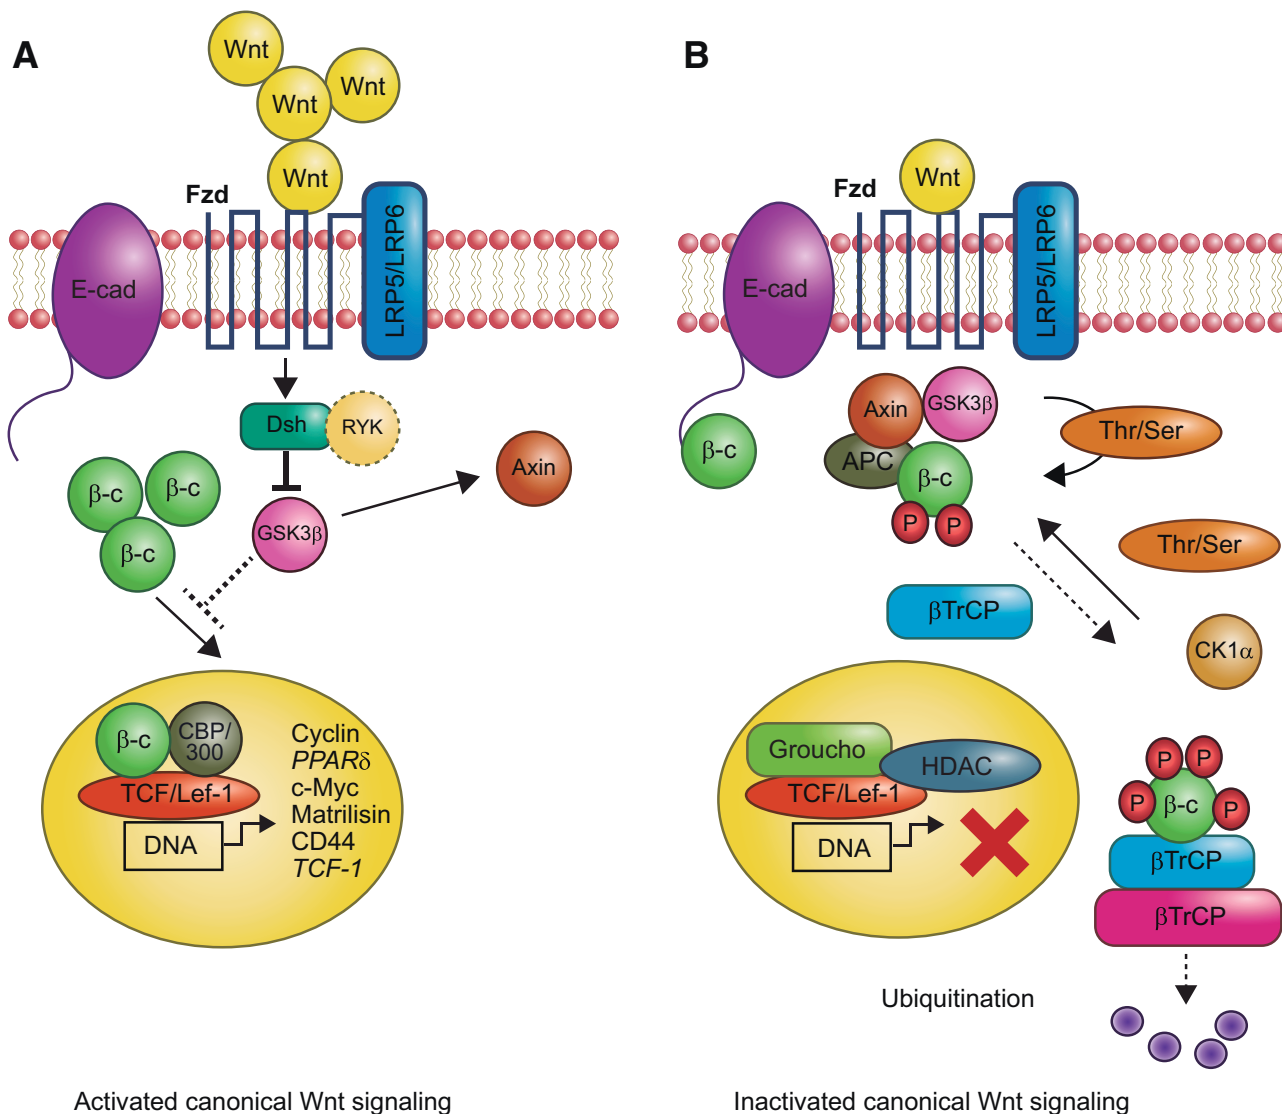 A
Wnt
Wnt
Wnt
Wnt
Fzd
LRP5/LRP6
E-cad
Dsh
RYK
β-c
β-c
β-c
GSK3β
Axin
β-c
CBP/
300
TCF/Lef-1
DNA
Cyclin
PPARδ
c-Myc
Matrilisin
CD44
TCF-1
Activated canonical Wnt signaling
B
Wnt
Fzd
LRP5/LRP6
E-cad
β-c
Axin
GSK3β
APC
β-c
P
P
Thr/Ser
Thr/Ser
βTrCP
CK1α
Groucho
HDAC
TCF/Lef-1
DNA
P
P
P
β-c
P
βTrCP
βTrCP
Ubiquitination
Inactivated canonical Wnt signaling